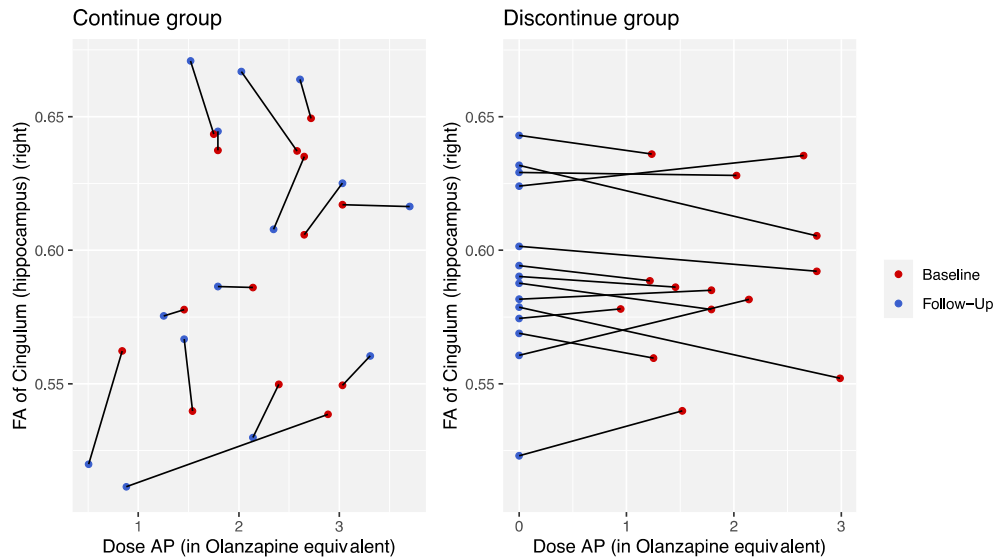 Continue group
Discontinue group
FA of Cingulum (hippocampus) (right)
0.65
0.60
0.55
1
2
3
Dose AP (in Olanzapine equivalent)
FA of Cingulum (hippocampus) (right)
0.65
0.60
0.55
0
1
2
3
Dose AP (in Olanzapine equivalent)
Baseline
Follow-Up